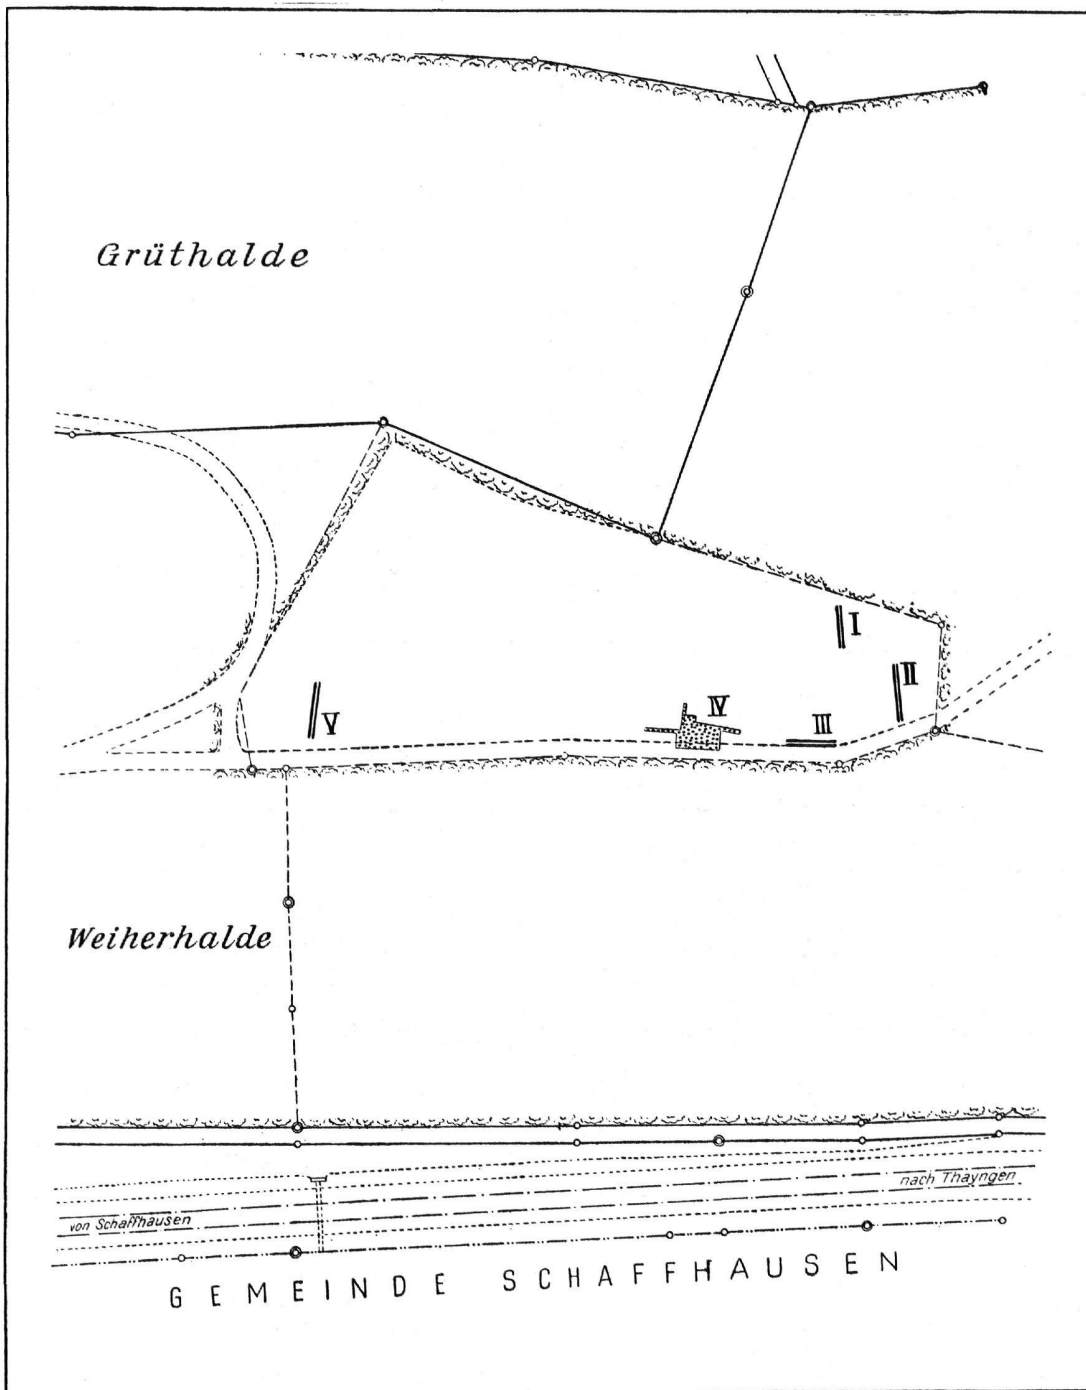 Grüthalde
I
II
IV
V
III
Weiherhalde
nach Thayngen
von Schaffhausen
GEMEINDE SCHAFFHAUSEN